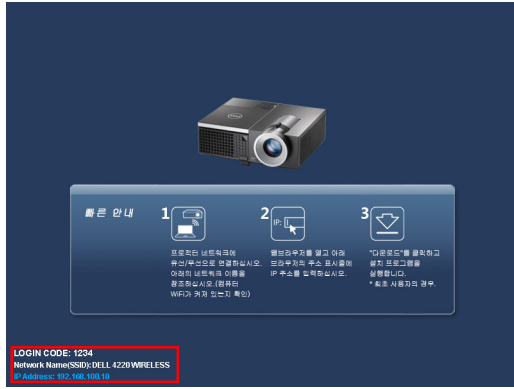 빠른 안내
1
프로젝터 네트워크에
유선/무선으로 연결하십시오.
아래의 네트워크 이름을
참조하십시오.(컴퓨터
WiFi가 켜져 있는지 확인)
2
IP:
웹브라우저를 열고 아래
브라우저의 주소 표시줄에
IP 주소를 입력하십시오.
3
"다운로드"를 클릭하고
설치 프로그램을
실행합니다.
* 최초 사용자의 경우.
LOGIN CODE: 1234
Network Name(SSID): DELL 4220 WIRELESS
IP Address: 192.168.100.10